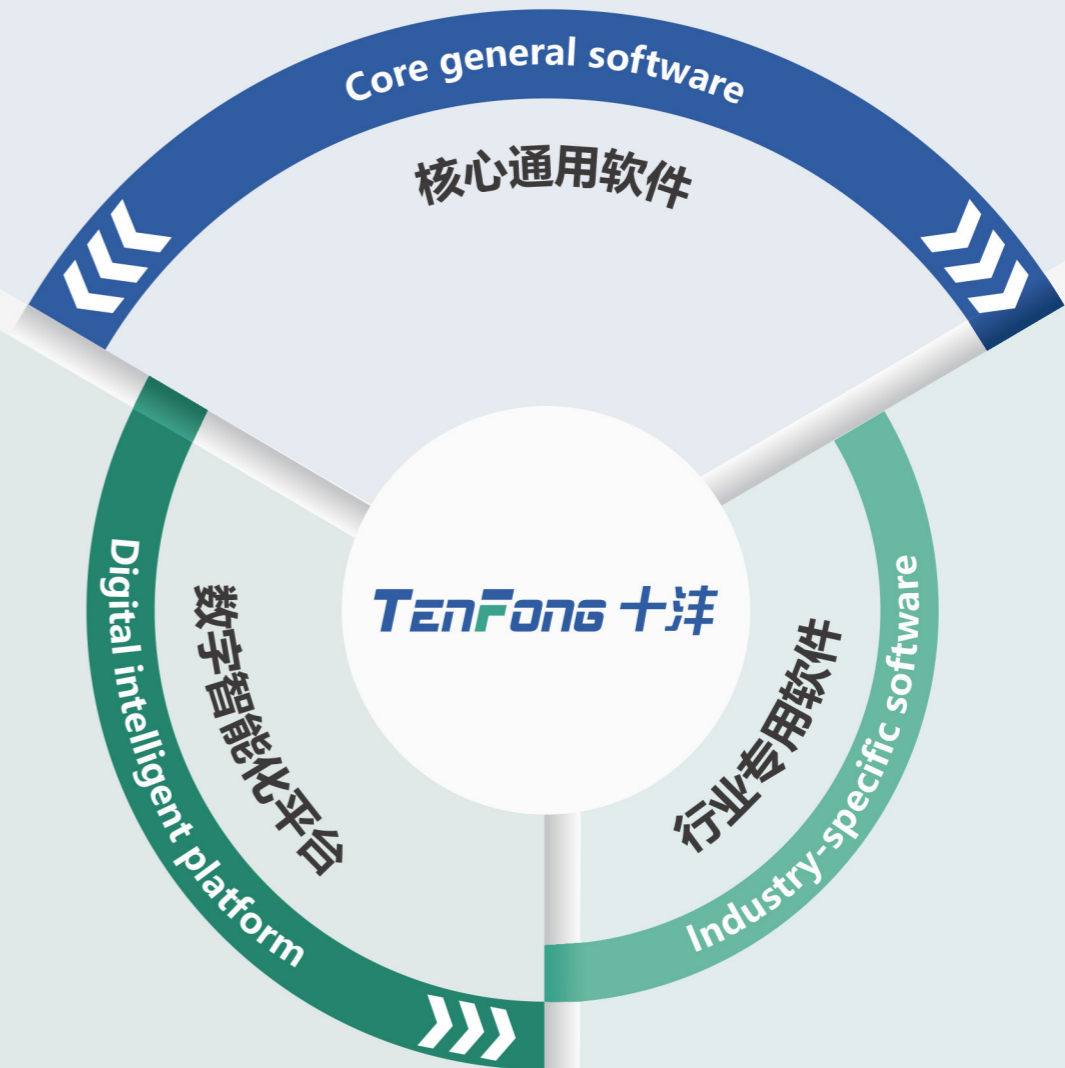 Core general software
核心通用软件
TENFONG 十沣
Digital intelligent platform
数字智能化平台
行业专用软件
Industry-specific software